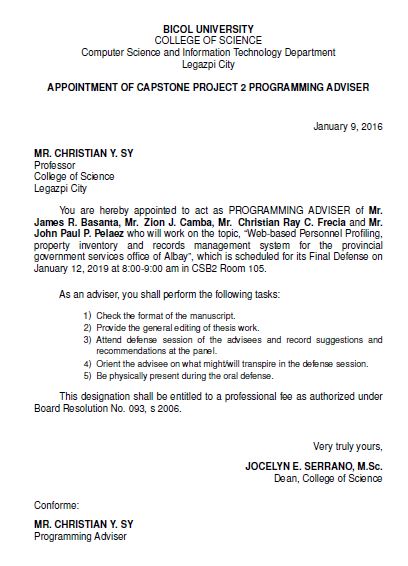 BICOL UNIVERSITY
COLLEGE OF SCIENCE
Computer Science and Information Technology Department
Legazpi City
APPOINTMENT OF CAPSTONE PROJECT 2 PROGRAMMING ADVISER
January 9, 2016
MR. CHRISTIAN Y. SY
Professor
College of Science
Legazpi City
You are hereby appointed to act as PROGRAMMING ADVISER of Mr.
James R. Basanta, Mr. Zion J. Camba, Mr. Christian Ray C. Frecia and Mr.
John Paul P. Pelaez who will work on the topic, “Web-based Personnel Profiling,
property inventory and records management system for the provincial
government services office of Albay”, which is scheduled for its Final Defense on
January 12, 2019 at 8:00-9:00 am in CSB2 Room 105.
As an adviser, you shall perform the following tasks:
1) Check the format of the manuscript.
2) Provide the general editing of thesis work.
3) Attend defense session of the advisees and record suggestions and
recommendations at the panel.
4) Orient the advisee on what might/will transpire in the defense session.
5) Be physically present during the oral defense.
This designation shall be entitled to a professional fee as authorized under
Board Resolution No. 093, s 2006.
Very truly yours,
JOCELYN E. SERRANO, M.Sc.
Dean, College of Science
Conforme:
MR. CHRISTIAN Y. SY
Programming Adviser